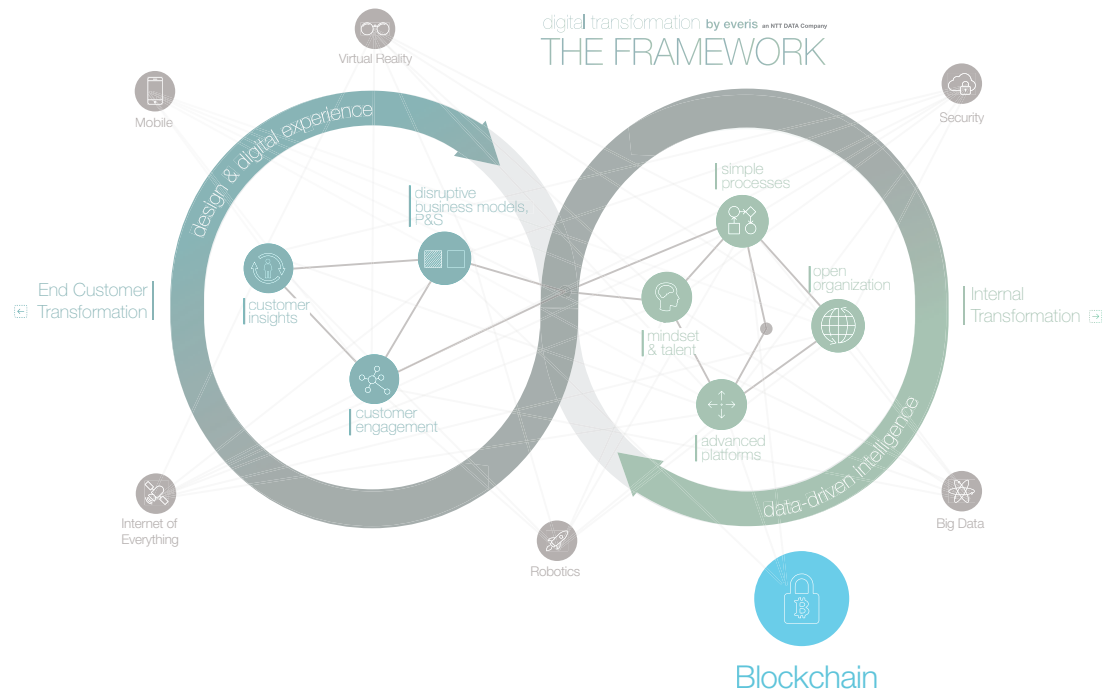 digital transformation by everis an NTT DATA Company
THE FRAMEWORK
Virtual Reality
Mobile
Security
design & digital experience
disruptive
business models,
P&S
simple
processes
customer
insights
open
organization
mindset
& talent
End Customer
Transformation
Internal
Transformation
customer
engagement
advanced
platforms
data-driven intelligence
Internet of
Everything
Robotics
Big Data
B
Blockchain